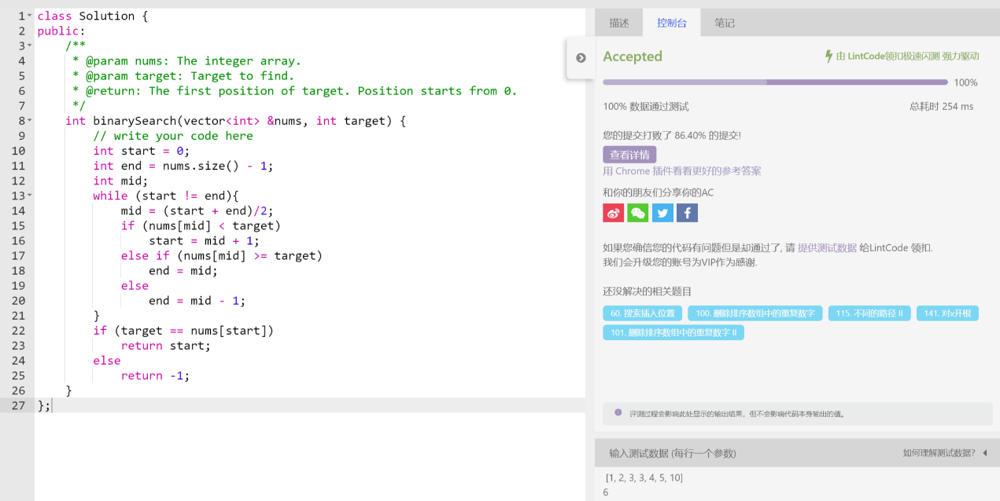 1 class Solution {
2 public:
3     /**
4      * @param nums: The integer array.
5      * @param target: Target to find.
6      * @return: The first position of target. Position starts from 0.
7      */
8     int binarySearch(vector<int> &nums, int target) {
9         // write your code here
10         int start = 0;
11         int end = nums.size() - 1;
12         int mid;
13         while (start != end){
14             mid = (start + end)/2;
15             if (nums[mid] < target)
16                 start = mid + 1;
17             else if (nums[mid] >= target)
18                 end = mid;
19             else
20                 end = mid - 1;
21         }
22         if (target == nums[start])
23             return start;
24         else
25             return -1;
26     }
27 };
描述 控制台 笔记
Accepted 由 LintCode领扣极速闪测 强力驱动
100%
100% 数据通过测试 总耗时 254 ms
您的提交打败了 86.40% 的提交!
查看详情
用 Chrome 插件看看更好的参考答案
和你的朋友们分享你的AC
如果您确信您的代码有问题但是却通过了, 请 提供测试数据 给LintCode 领扣.
我们会升级您的账号为VIP作为感谢.
还没解决的相关题目
60. 搜索插入位置 100. 删除排序数组中的重复数字 115. 不同的路径 II 141. 对x开根
101. 删除排序数组中的重复数字 II
评测过程会影响此处显示的输出结果，但不会影响代码本身输出的值。
输入测试数据 (每行一个参数) 如何理解测试数据?
[1, 2, 3, 3, 4, 5, 10]
6